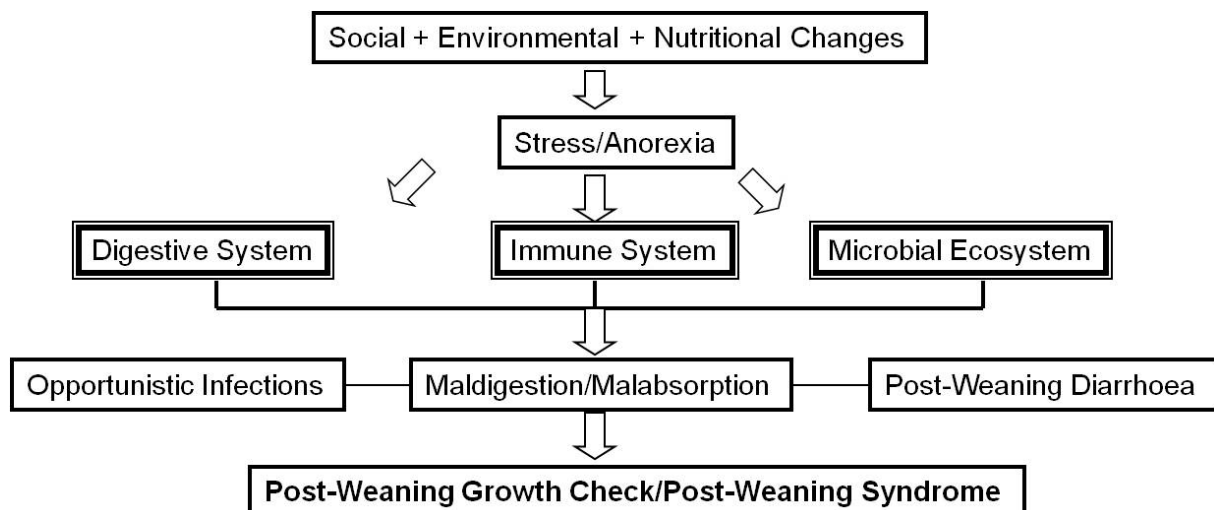 Social + Environmental + Nutritional Changes
Stress/Anorexia
Digestive System
Immune System
Microbial Ecosystem
Opportunistic Infections
Maldigestion/Malabsorption
Post-Weaning Diarrhoea
Post-Weaning Growth Check/Post-Weaning Syndrome